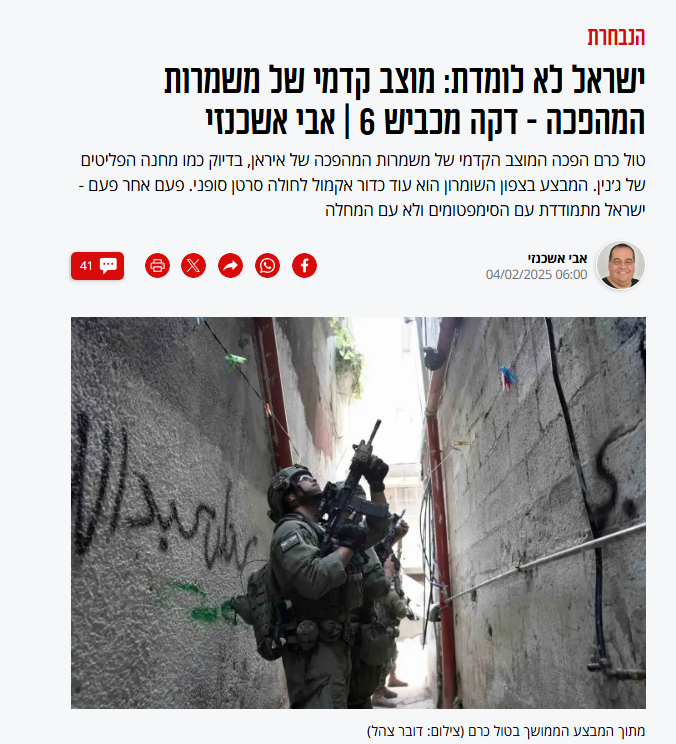 הנבחרת
ישראל לא לומדת: מוצב קדמי של משמרות
המהפכה - דקה מכביש 6 | אבי אשכנזי
טול כרם הפכה המוצב הקדמי של משמרות המהפכה של איראן, בדיוק כמו מחנה הפליטים
של ג'נין. המבצע בצפון השומרון הוא עוד כדור אקמול לחולה סרטן סופני. פעם אחר פעם -
ישראל מתמודדת עם הסימפטומים ולא עם המחלה
אבי אשכנזי
04/02/2025 06:00
41
מתוך המבצע הממושך בטול כרם (צילום: דובר צהל)